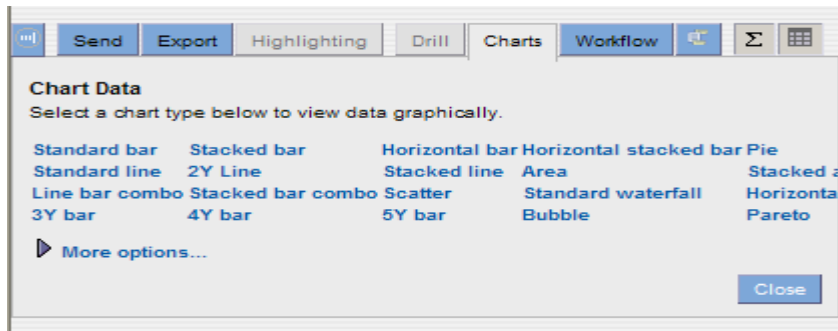 Send Export Highlighting Drill Charts Workflow Σ
Chart Data
Select a chart type below to view data graphically.
Standard bar Stacked bar Horizontal bar Horizontal stacked bar Pie
Standard line 2Y Line Stacked line Area Stacked a
Line bar combo Stacked bar combo Scatter Standard waterfall Horizonta
3Y bar 4Y bar 5Y bar Bubble Pareto
More options...
Close